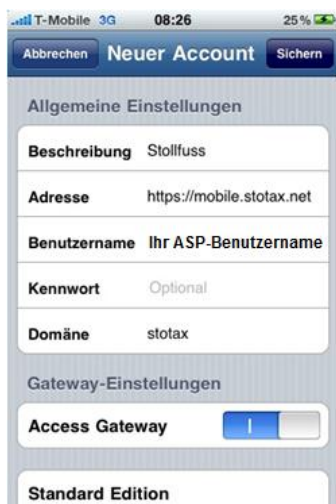 T-Mobile 3G 08:26 25 %
Abbrechen Neuer Account Sichern
Allgemeine Einstellungen
Beschreibung Stollfuss
Adresse https://mobile.stotax.net
Benutzername Ihr ASP-Benutzername
Kennwort Optional
Domäne stotax
Gateway-Einstellungen
Access Gateway
Standard Edition